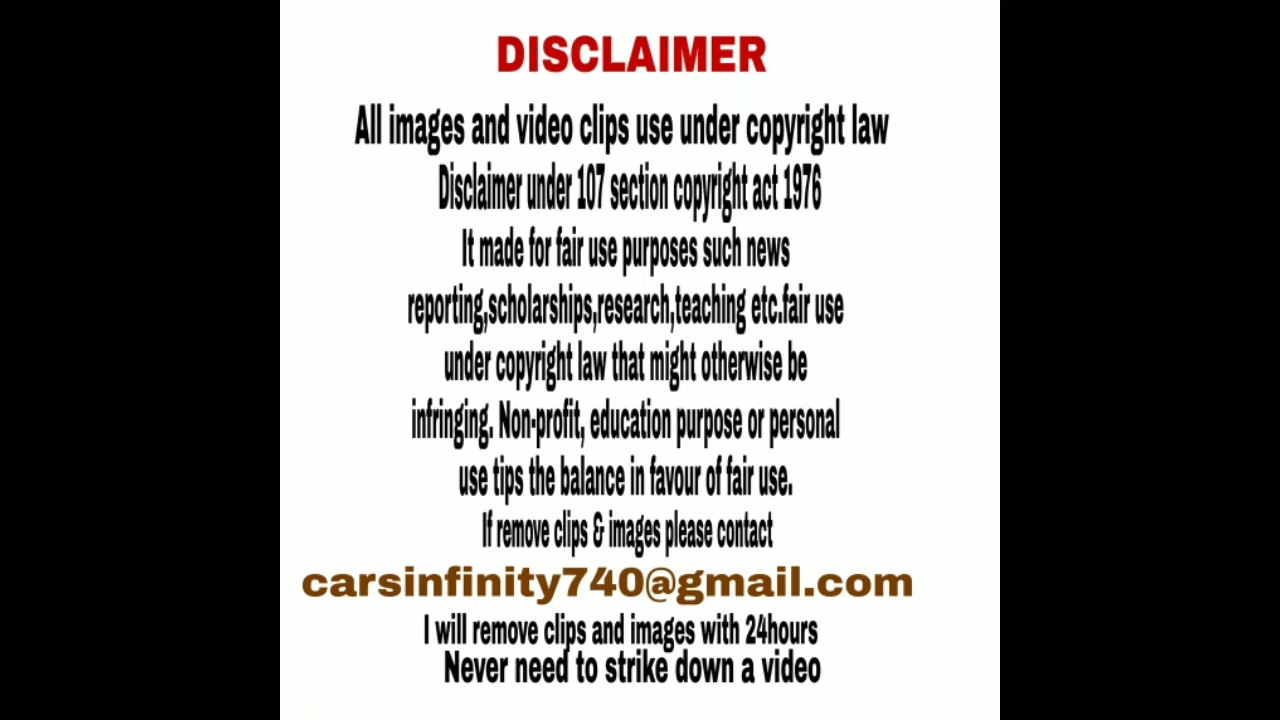 DISCLAIMER
All images and video clips use under copyright law
Disclaimer under 107 section copyright act 1976
It made for fair use purposes such news
reporting,scholarships,research,teaching etc.fair use
under copyright law that might otherwise be
infringing. Non-profit, education purpose or personal
use tips the balance in favour of fair use.
If remove clips & images please contact
carsinfinity740@gmail.com
I will remove clips and images with 24hours
Never need to strike down a video